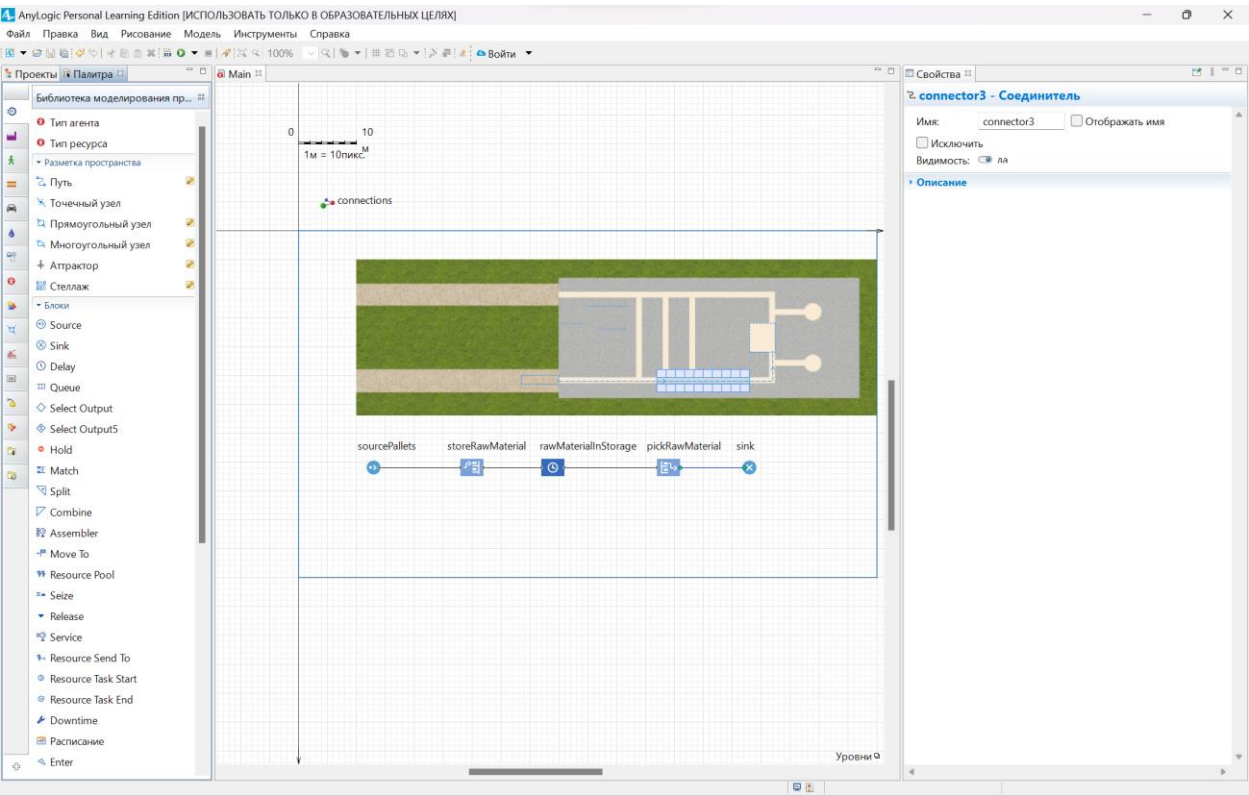 AnyLogic Personal Learning Edition [ИСПОЛЬЗОВАТЬ ТОЛЬКО В ОБРАЗОВАТЕЛЬНЫХ ЦЕЛЯХ]
Файл Правка Вид Рисование Модель Инструменты Справка
100% Войти
Проекты Палитра
Main
Свойства
Библиотека моделирования пр...
Тип агента
Тип ресурса
Разметка пространства
Путь
Точечный узел
Прямоугольный узел
Многоугольный узел
Аттрактор
Стеллаж
Блоки
Source
Sink
Delay
Queue
Select Output
Select Output5
Hold
Match
Split
Combine
Assembler
Move To
Resource Pool
Seize
Release
Service
Resource Send To
Resource Task Start
Resource Task End
Downtime
Расписание
Enter
0 10
м
1м = 10пикс.
connections
sourcePallets storeRawMaterial rawMaterialInStorage pickRawMaterial sink
Уровни
connector3 - Соединитель
Имя: connector3 Отображать имя
Исключить
Видимость: да
Описание